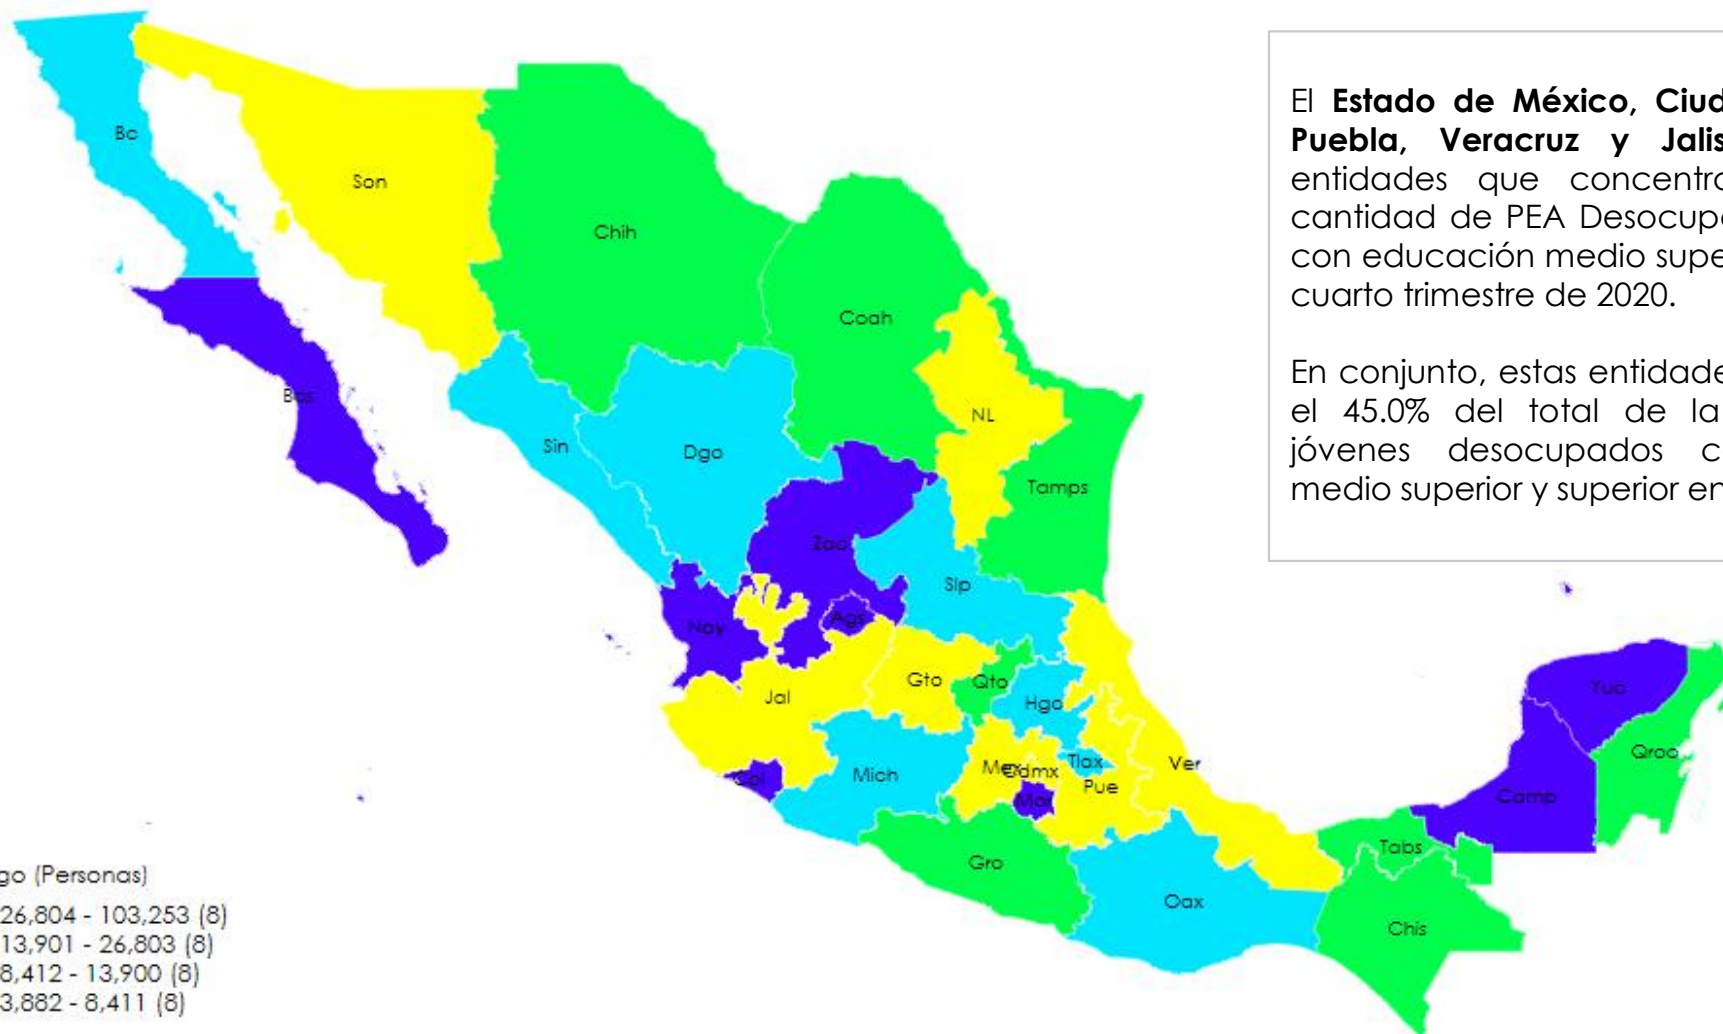 El Estado de México, Ciud
Puebla, Veracruz y Jalis
entidades que concentra
cantidad de PEA Desocupa
con educación medio supe
cuarto trimestre de 2020.
En conjunto, estas entidade
el 45.0% del total de la
jóvenes desocupados c
medio superior y superior en
Bc
Son
Chih
Coah
Bcs
NL
Sin
Dgo
Tamps
Zac
Slp
Nay
Ags
Jal
Gto
Qto
Hgo
Yuc
Qroo
Col
Mich
Mex
Cdmx
Tlax
Pue
Ver
Mor
Camp
Gro
Tabs
Oax
Chis
go (Personas)
26,804 - 103,253 (8)
13,901 - 26,803 (8)
8,412 - 13,900 (8)
3,882 - 8,411 (8)